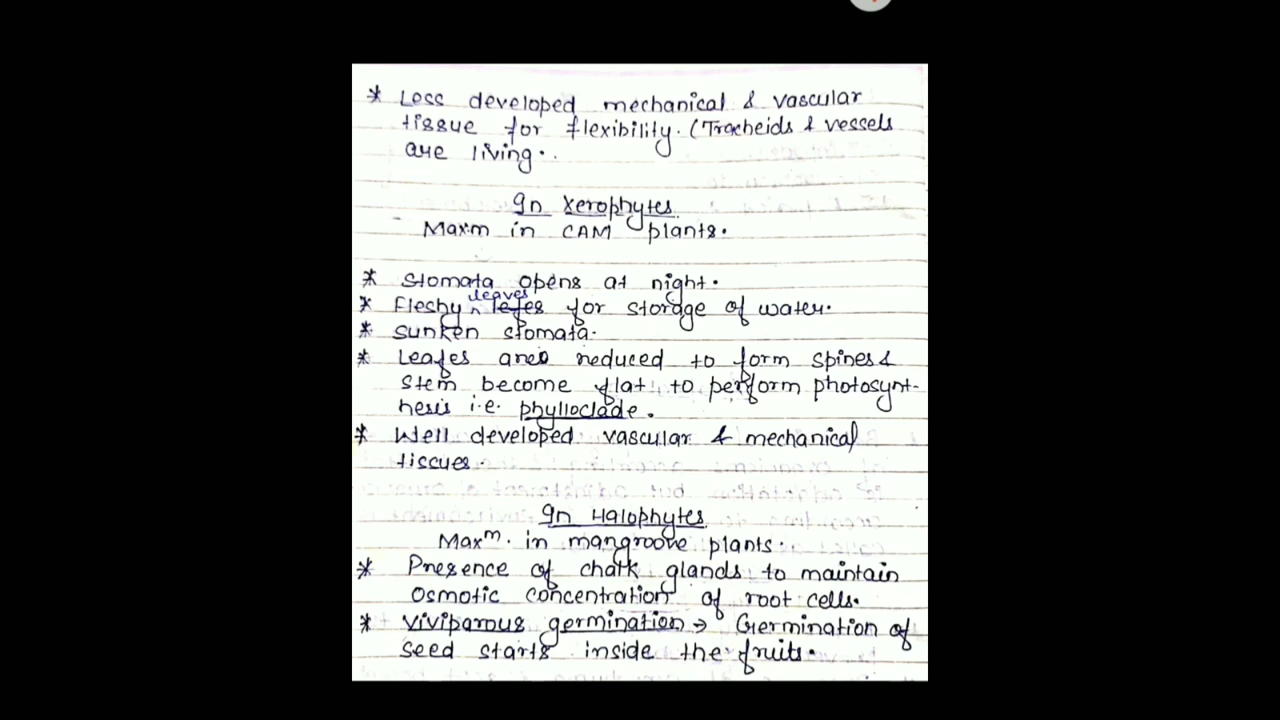 * Less developed mechanical & vascular
tissue for flexibility. (Tracheids & vessels
are living.
In Xerophytes
Maxm in CAM plants.
* Stomata opens at night.
* Fleshy leaves for storage of water.
* Sunken stomata.
* Leafes are reduced to form spines &
stem become flat to perform photosynt-
hesis i.e. phylloclade.
* Well developed vascular & mechanical
tissues.
In Halophytes
Maxm. in mangroove plants.
* Presence of chalk glands to maintain
osmotic concentration of root cells.
* Viviparous germination → Germination of
seed starts inside the fruits.